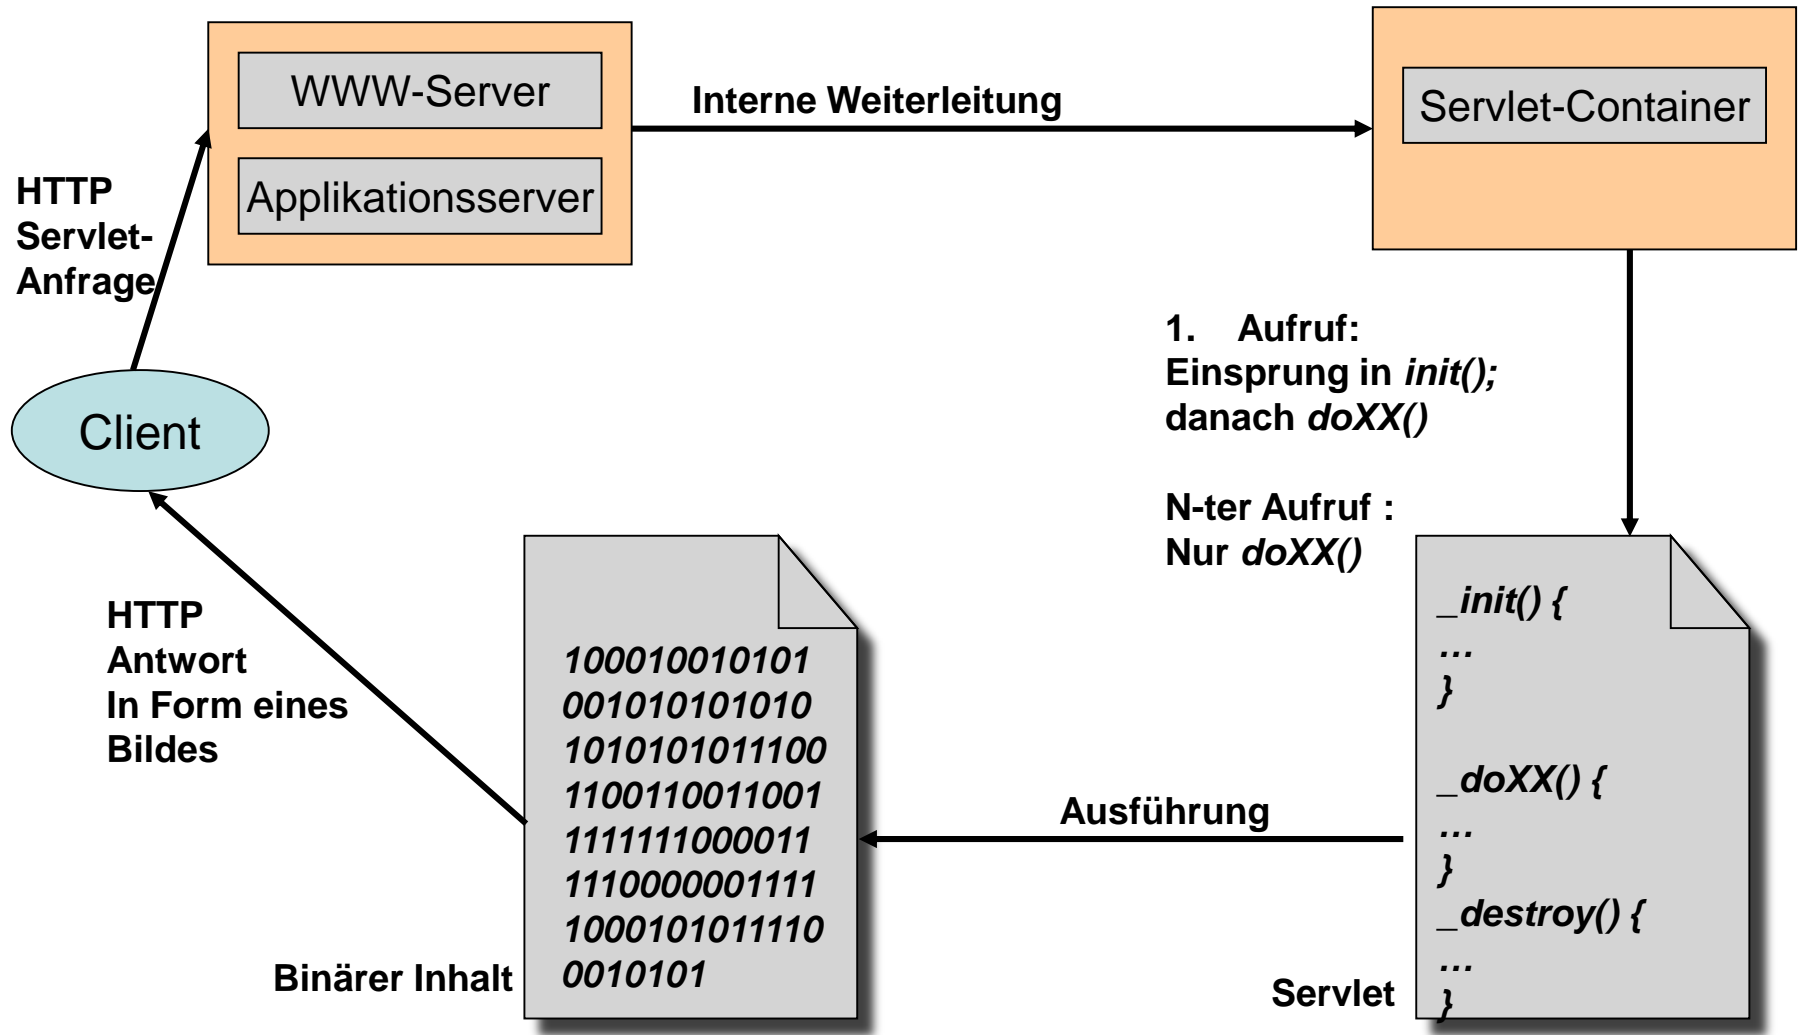 WWW-Server
Applikationsserver
Interne Weiterleitung
Servlet-Container
HTTP
Servlet-
Anfrage
Client
1. Aufruf:
Einsprung in init();
danach doXX()
N-ter Aufruf :
Nur doXX()
_init() {
...
}
_doXX() {
...
}
_destroy() {
...
}
Servlet
Ausführung
100010010101
001010101010
1010101011100
1100110011001
1111111000011
1110000001111
1000101011110
0010101
Binärer Inhalt
HTTP
Antwort
In Form eines
Bildes